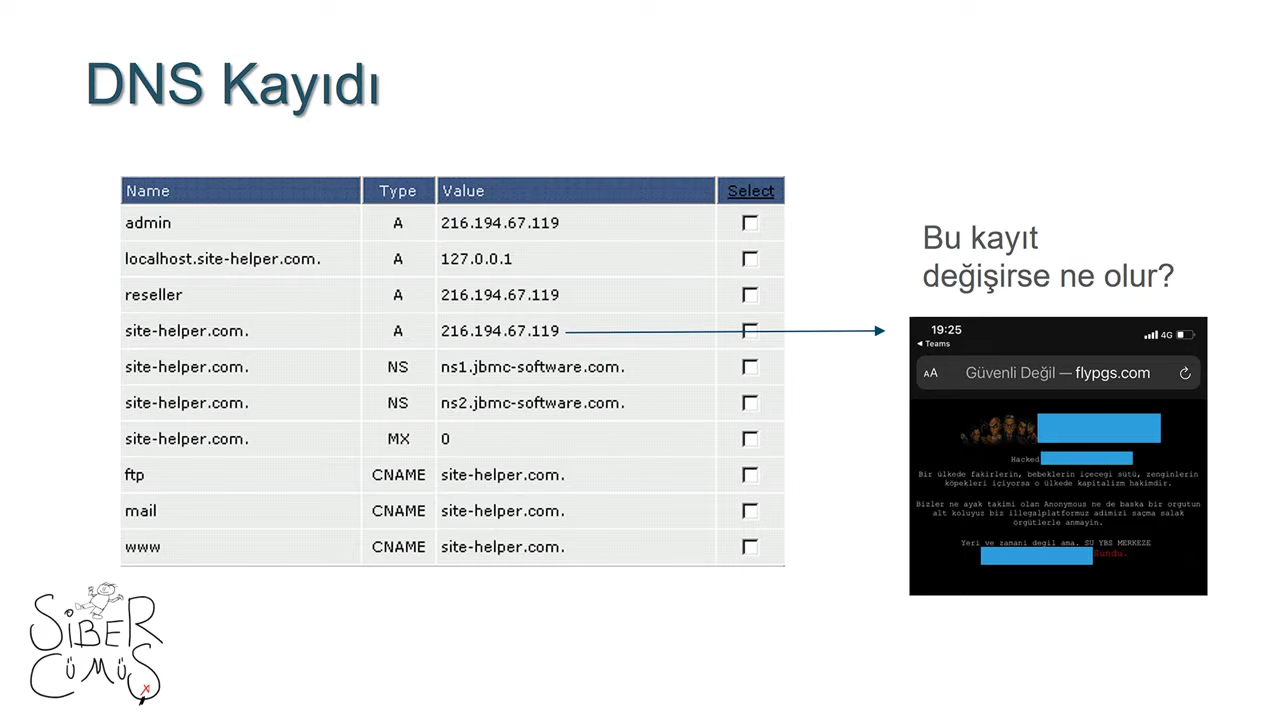 DNS Kayıdı
Name Type Value Select
admin A 216.194.67.119
localhost.site-helper.com. A 127.0.0.1
reseller A 216.194.67.119
site-helper.com. A 216.194.67.119
site-helper.com. NS ns1.jbmc-software.com.
site-helper.com. NS ns2.jbmc-software.com.
site-helper.com. MX 0
ftp CNAME site-helper.com.
mail CNAME site-helper.com.
www CNAME site-helper.com.
Bu kayıt
değişirse ne olur?
19:25
4G
◀ Teams
AA Güvenli Değil — flypgs.com
Hacked
Bir ülkede fakirlerin, bebeklerin içecegi sütü, zenginlerin
köpekleri içiyorsa o ülkede kapitalizm hakimdir.
Bizler ne ayak takimi olan Anonymous ne de baska bir orgutun
alt koluyuz biz illegalplatformuz adimizi saçma salak
örgütlerle anmayin.
Yeri ve zamani degil ama. SU YBS MERKEZE
Sundu.
SiBER
CÜMÜŞ